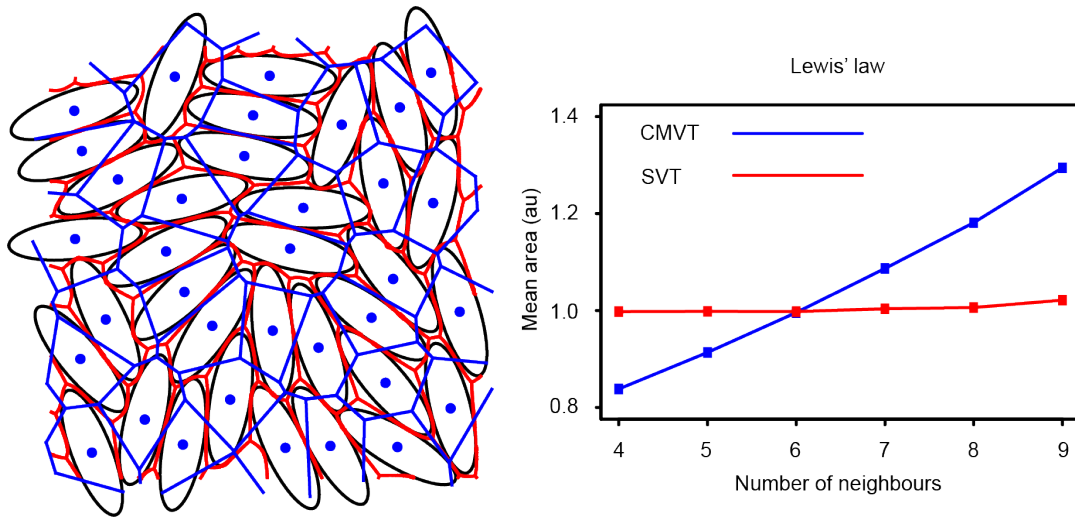 Lewis' law
CMVT
SVT
Mean area (au)
1.4
1.2
1.0
0.8
4 5 6 7 8 9
Number of neighbours